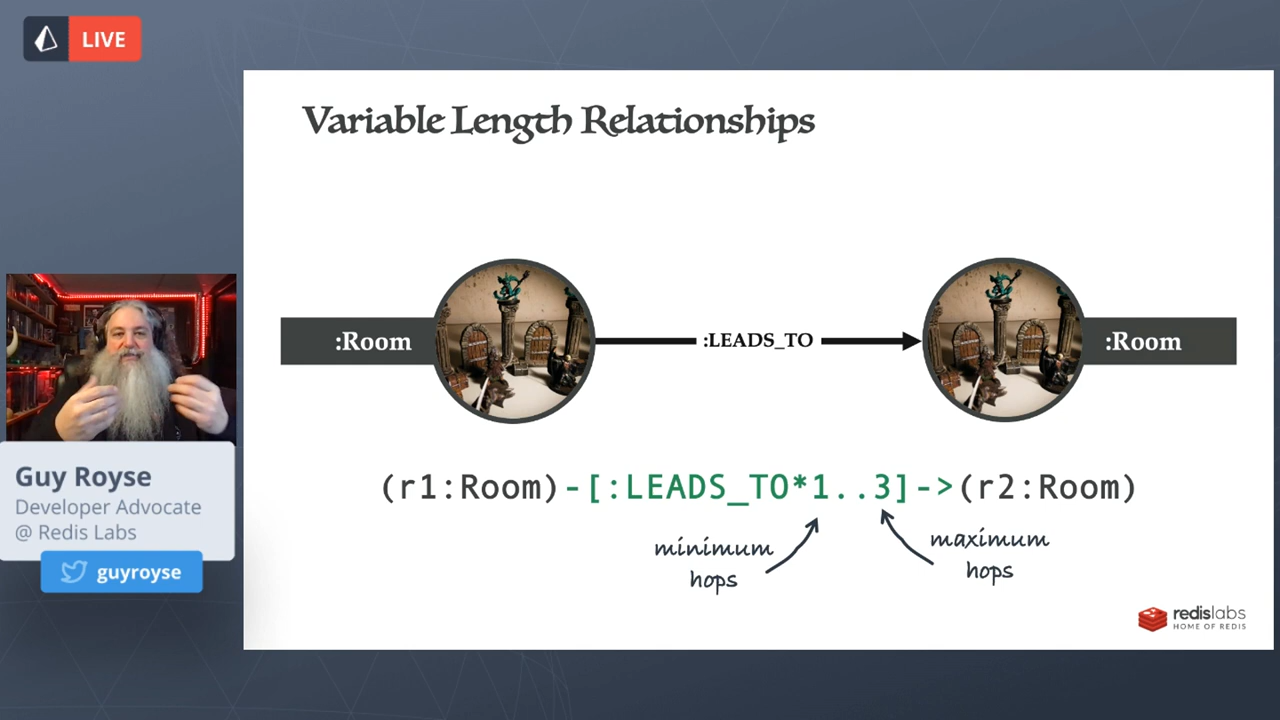 LIVE
Variable Length Relationships
:Room
:LEADS_TO
:Room
(r1:Room)-[:LEADS_TO*1..3]->(r2:Room)
minimum
hops
maximum
hops
redislabs
HOME OF REDIS
Guy Royse
Developer Advocate
@ Redis Labs
guyroyse